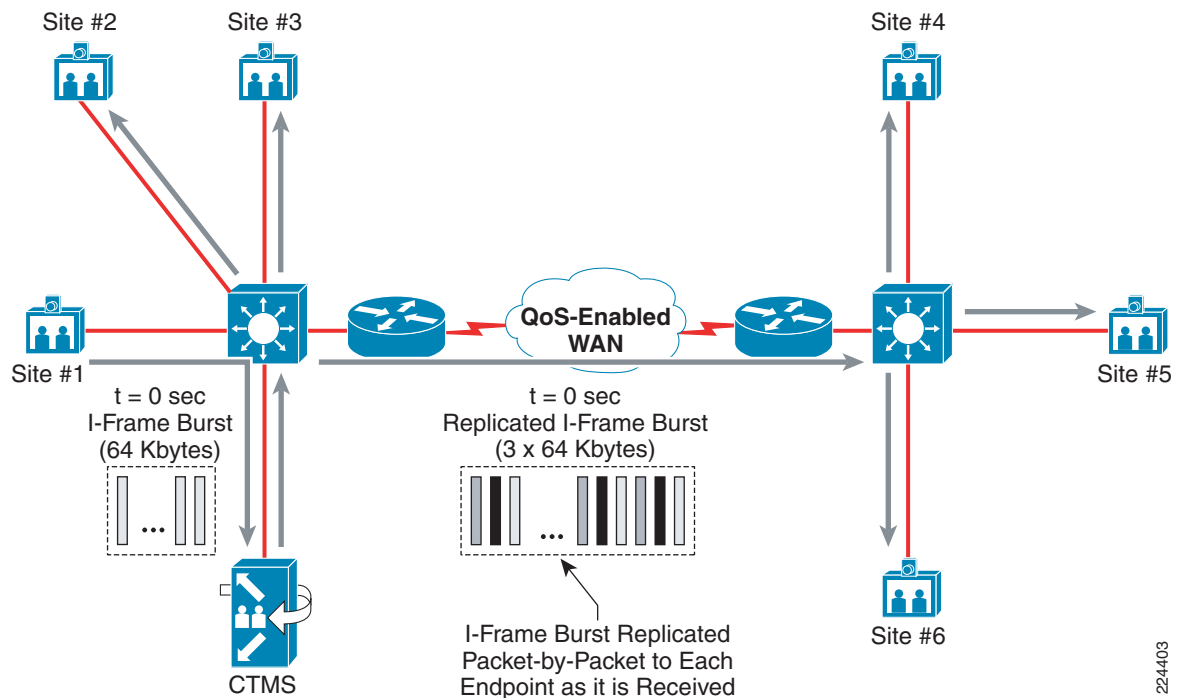 Site #2
Site #3
Site #4
QoS-Enabled
WAN
Site #1
Site #5
t = 0 sec
I-Frame Burst
(64 Kbytes)
...
t = 0 sec
Replicated I-Frame Burst
(3 x 64 Kbytes)
...
Site #6
CTMS
I-Frame Burst Replicated
Packet-by-Packet to Each
Endpoint as it is Received
224403